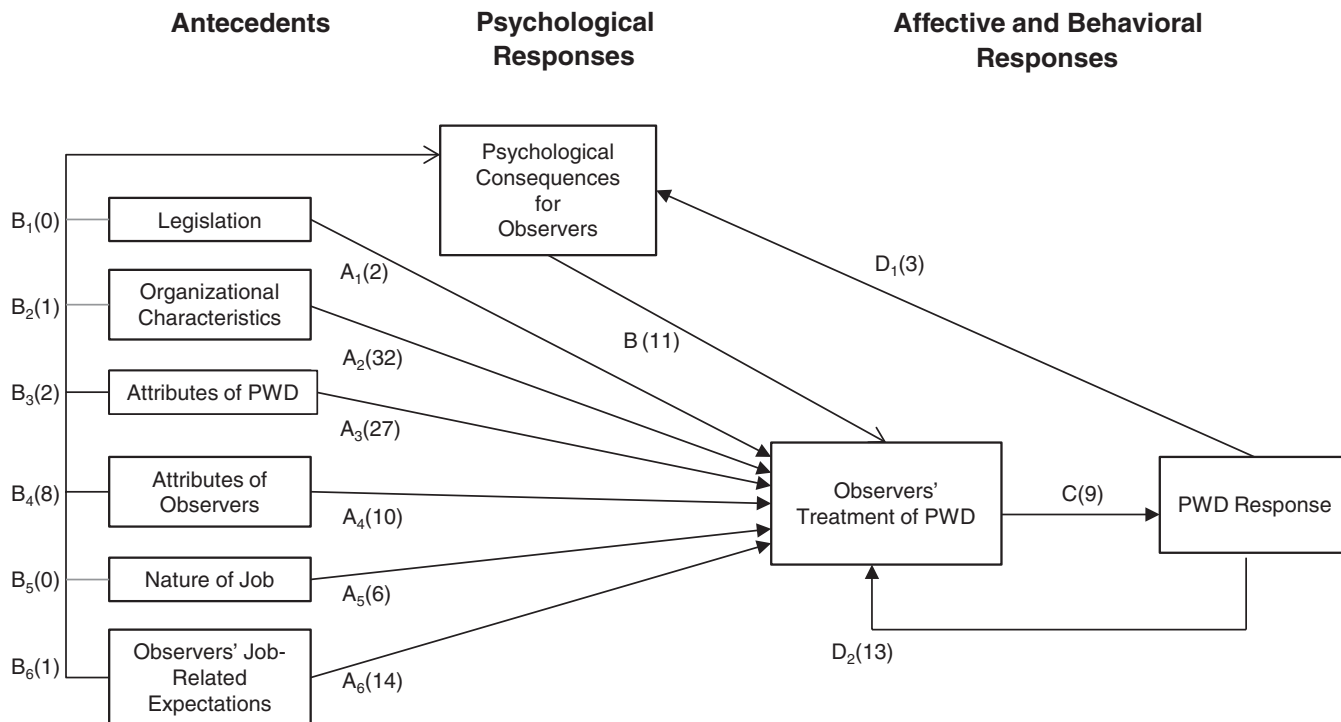 Antecedents
Psychological
Responses
Affective and Behavioral
Responses
Psychological
Consequences
for
Observers
B₁(0)
Legislation
A₁(2)
D₁(3)
B₂(1)
Organizational
Characteristics
A₂(32)
B (11)
B₃(2)
Attributes of PWD
A₃(27)
B₄(8)
Attributes of
Observers
A₄(10)
Observers'
Treatment of PWD
C(9)
PWD Response
B₅(0)
Nature of Job
A₅(6)
B₆(1)
Observers' Job-
Related
Expectations
A₆(14)
D₂(13)